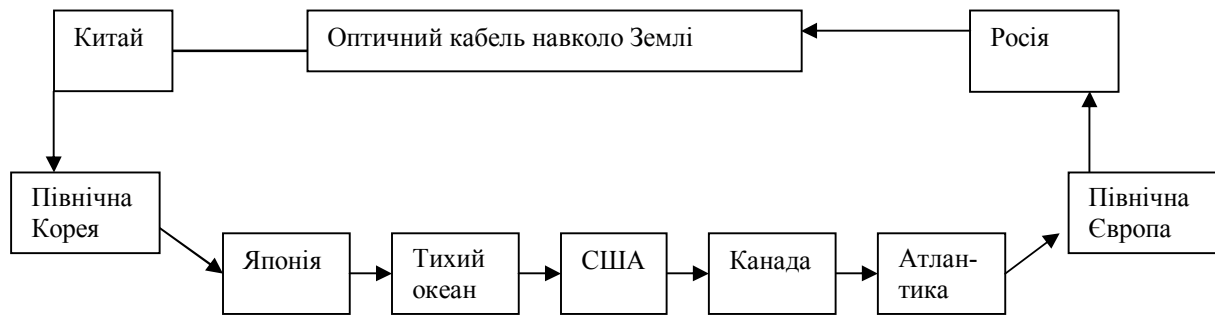 Китай
Оптичний кабель навколо Землі
Росія
Північна
Корея
Північна
Європа
Японія
Тихий
океан
США
Канада
Атлан-
тика